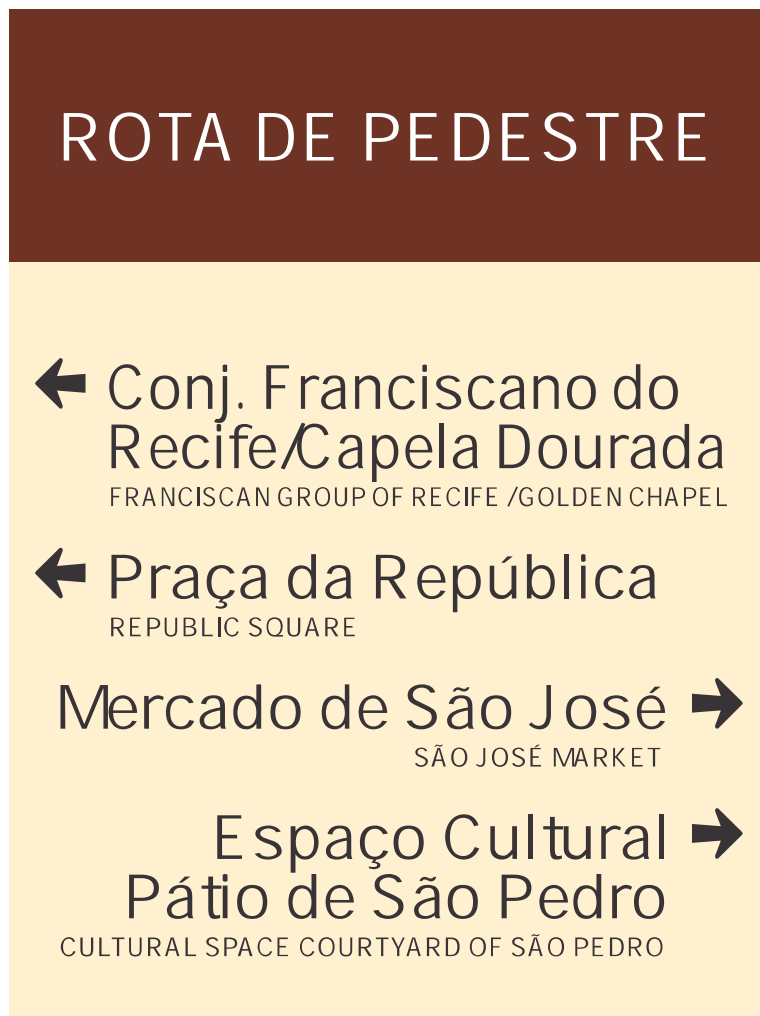 ROTA DE PEDESTRE
Conj. Franciscano do
Recife/Capela Dourada
FRANCISCAN GROUP OF RECIFE /GOLDEN CHAPEL
Praça da República
REPUBLIC SQUARE
Mercado de São José
SÃO JOSÉ MARKET
Espaço Cultural
Pátio de São Pedro
CULTURAL SPACE COURTYARD OF SÃO PEDRO